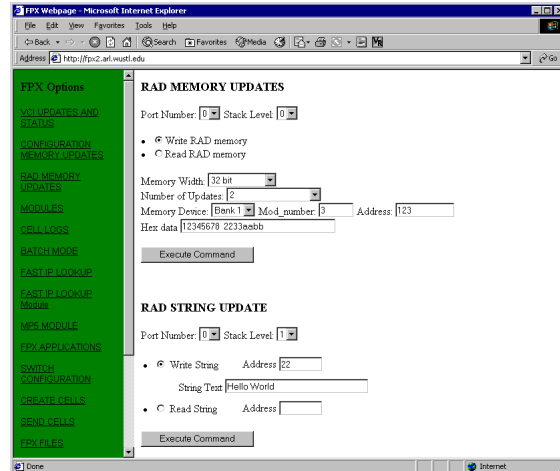 FPX Webpage - Microsoft Internet Explorer
File Edit View Favorites Tools Help
Back Search Favorites Media
Address http://fpx2.arl.wustl.edu Go
FPX Options
VCI UPDATES AND
STATUS
CONFIGURATION
MEMORY UPDATES
RAD MEMORY
UPDATES
MODULES
CELL LOGS
BATCH MODE
FAST IP LOOKUP
FAST IP LOOKUP
Module
MP5 MODULE
FPX APPLICATIONS
SWITCH
CONFIGURATION
CREATE CELLS
SEND CELLS
FPX FILES
RAD MEMORY UPDATES
Port Number: 0 Stack Level: 0
Write RAD memory
Read RAD memory
Memory Width: 32 bit
Number of Updates: 2
Memory Device: Bank 1 Mod_number: 3 Address: 123
Hex data 12345678 2233aabb
Execute Command
RAD STRING UPDATE
Port Number: 0 Stack Level: 1
Write String Address 22
String Text Hello World
Read String Address
Execute Command
Done Internet